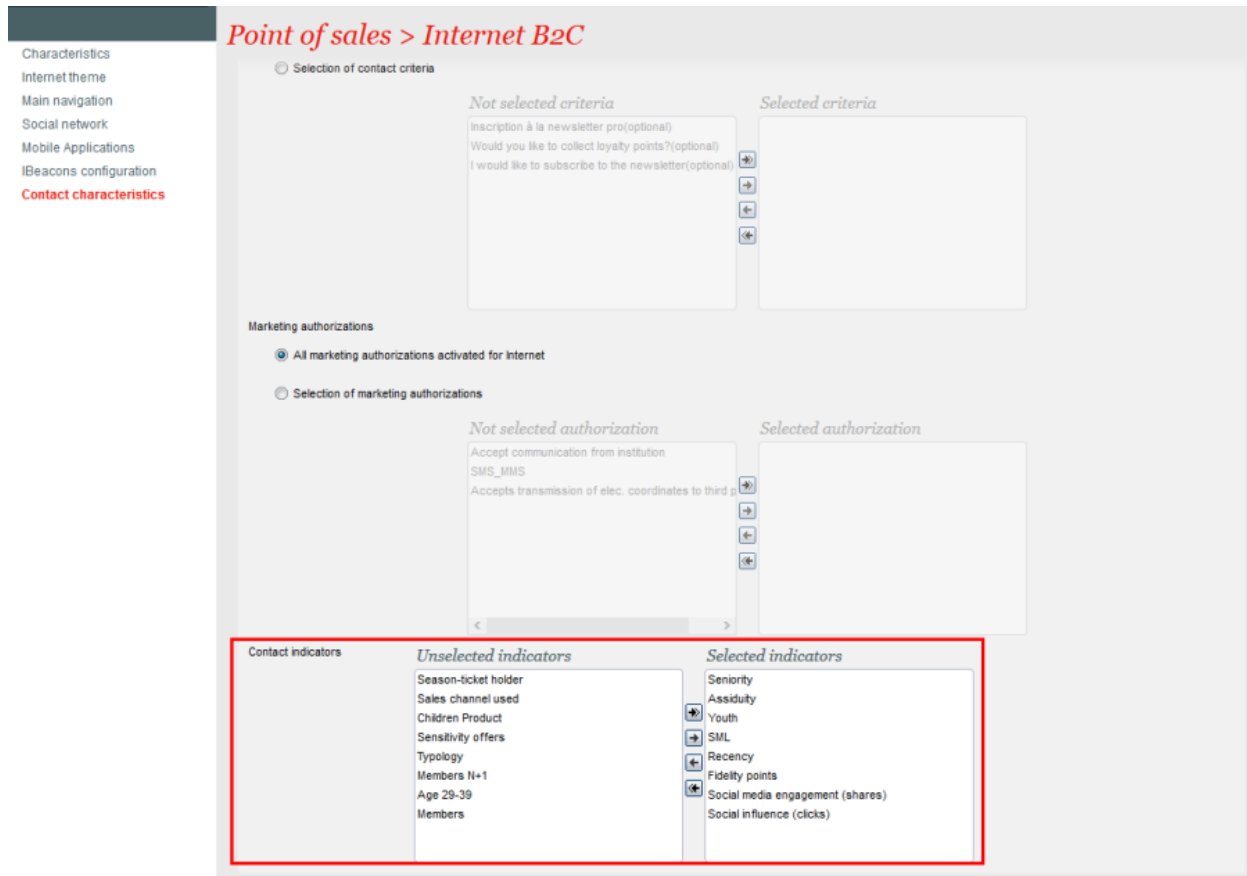 Point of sales > Internet B2C
Characteristics
Internet theme
Main navigation
Social network
Mobile Applications
IBeacons configuration
Contact characteristics
Selection of contact criteria
Not selected criteria
Selected criteria
Inscription à la newsletter pro(optional)
Would you like to collect loyalty points?(optional)
I would like to subscribe to the newsletter(optional)
Marketing authorizations
All marketing authorizations activated for Internet
Selection of marketing authorizations
Not selected authorization
Selected authorization
Accept communication from institution
SMS_MMS
Accepts transmission of elec. coordinates to third p
Contact indicators
Unselected indicators
Season-ticket holder
Sales channel used
Children Product
Sensitivity offers
Typology
Members N+1
Age 29-39
Members
Selected indicators
Seniority
Assiduity
Youth
SML
Recency
Fidelity points
Social media engagement (shares)
Social influence (clicks)